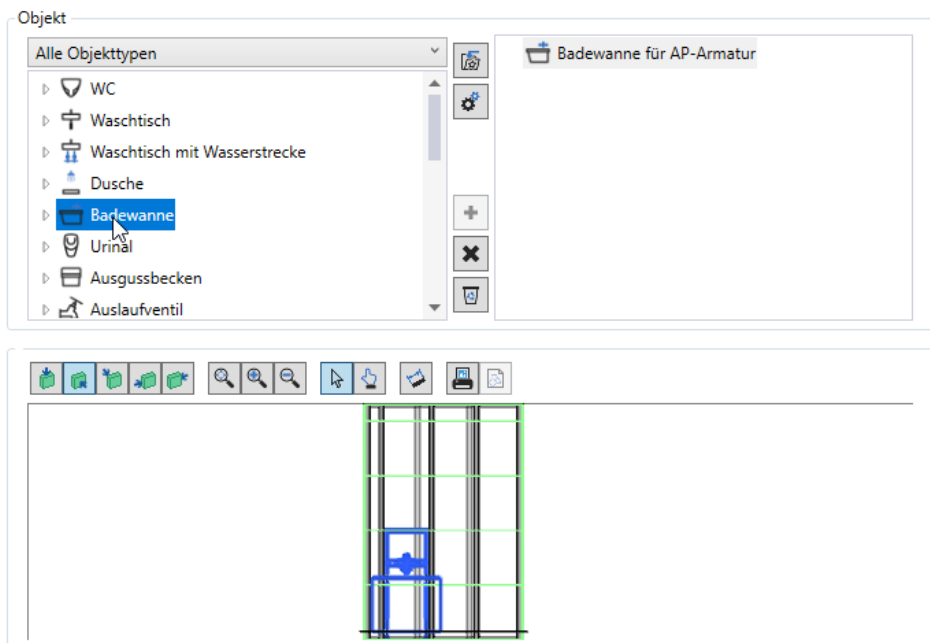 Objekt
Alle Objekttypen
Badewanne für AP-Armatur
WC
Waschtisch
Waschtisch mit Wasserstrecke
Dusche
Badewanne
Urinal
Ausgussbecken
Auslaufventil